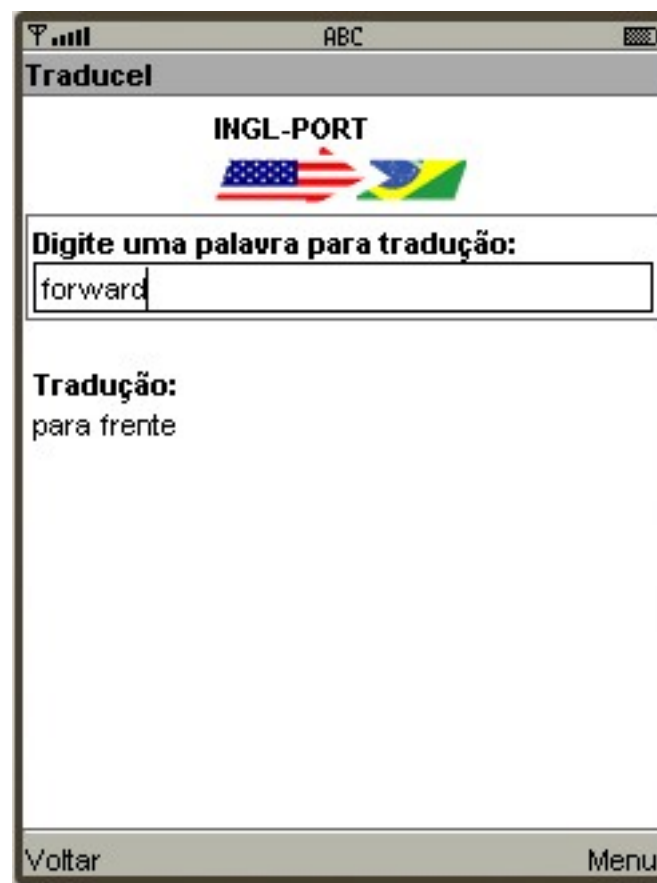 ABC
Traducel
INGL-PORT
Digite uma palavra para tradução:
forward
Tradução:
para frente
Voltar Menu